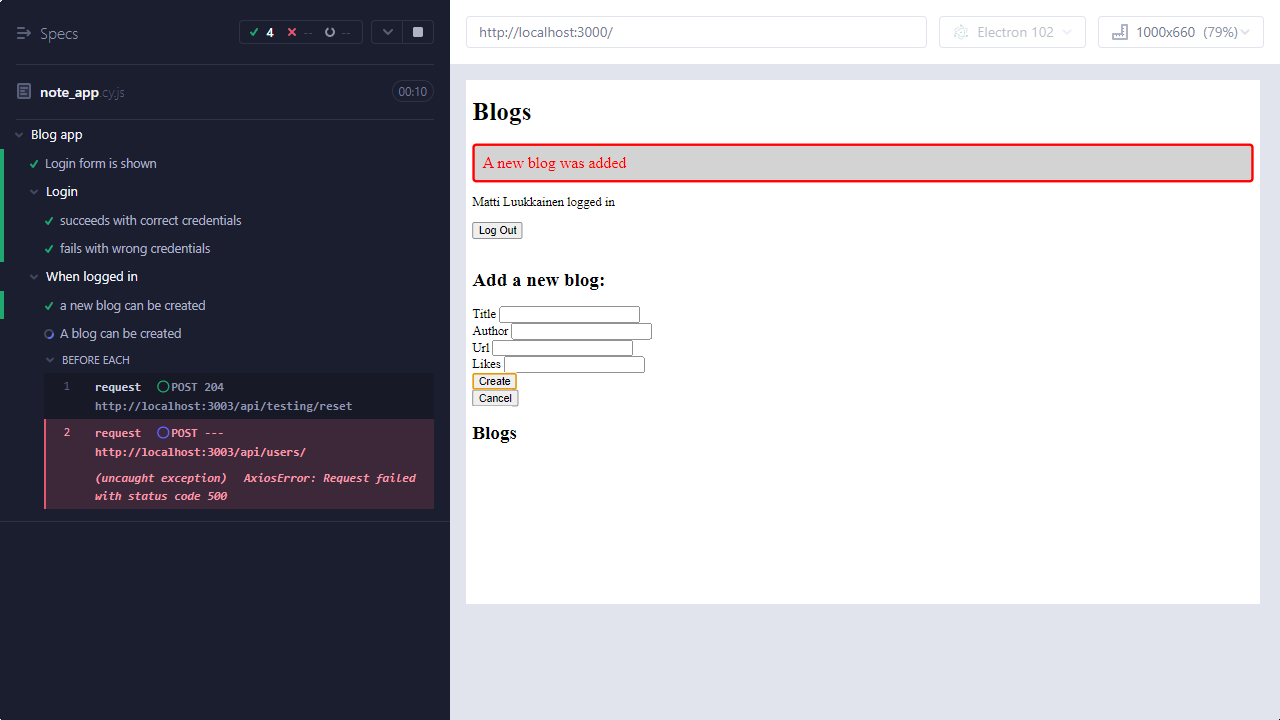 Specs
4 -- --
note_app.cy.js 00:10
Blog app
Login form is shown
Login
succeeds with correct credentials
fails with wrong credentials
When logged in
a new blog can be created
A blog can be created
BEFORE EACH
1 request POST 204
http://localhost:3003/api/testing/reset
2 request POST ---
http://localhost:3003/api/users/
(uncaught exception) AxiosError: Request failed
with status code 500
http://localhost:3000/
Electron 102
1000x660 (79%)
Blogs
A new blog was added
Matti Luukkainen logged in
Log Out
Add a new blog:
Title
Author
Url
Likes
Create
Cancel
Blogs